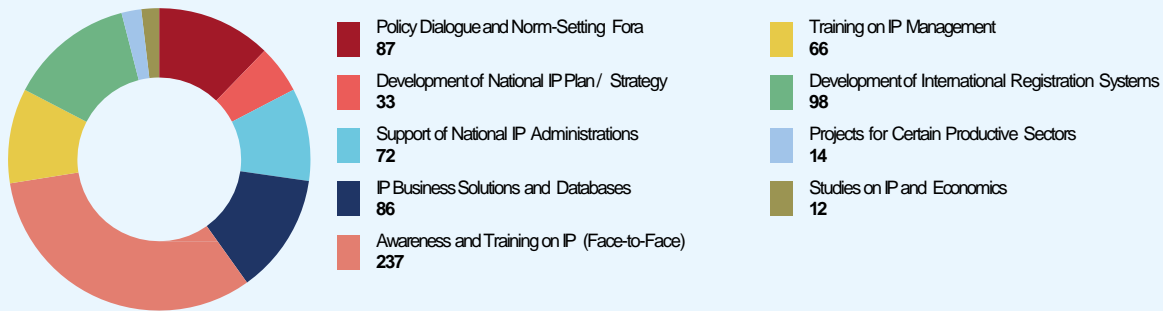 Policy Dialogue and Norm-Setting Fora
87
Development of National IP Plan / Strategy
33
Support of National IP Administrations
72
IP Business Solutions and Databases
86
Awareness and Training on IP (Face-to-Face)
237
Training on IP Management
66
Development of International Registration Systems
98
Projects for Certain Productive Sectors
14
Studies on IP and Economics
12